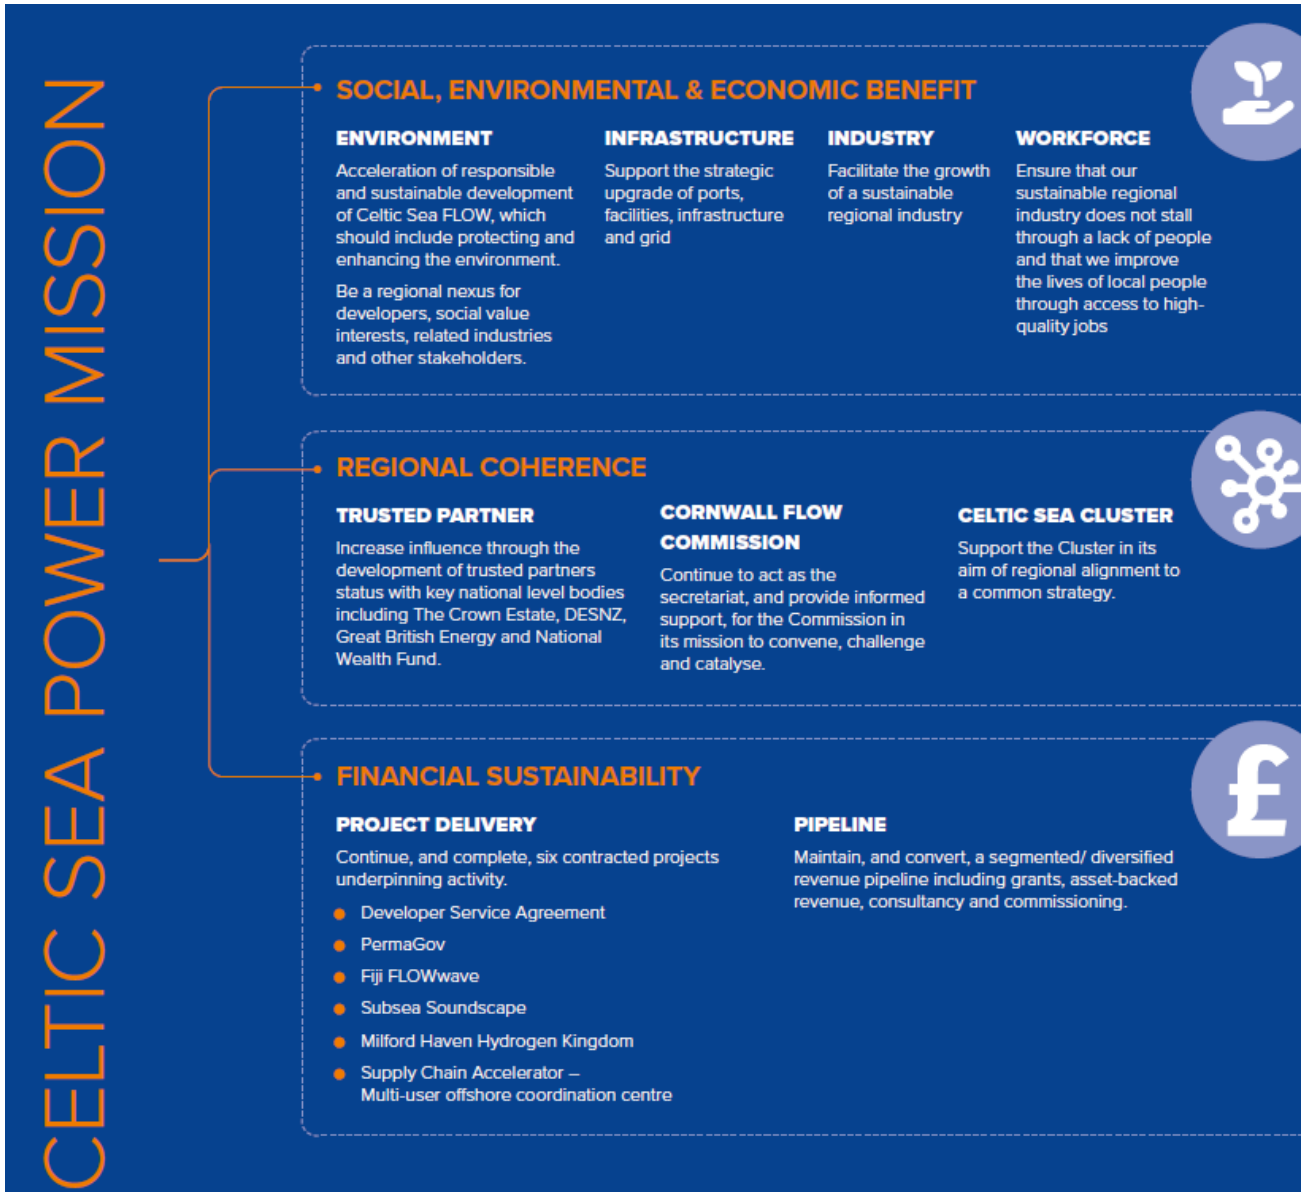 CELTIC SEA POWER MISSION
SOCIAL, ENVIRONMENTAL & ECONOMIC BENEFIT
ENVIRONMENT
Acceleration of responsible
and sustainable development
of Celtic Sea FLOW, which
should include protecting and
enhancing the environment.
Be a regional nexus for
developers, social value
interests, related industries
and other stakeholders.
INFRASTRUCTURE
Support the strategic
upgrade of ports,
facilities, infrastructure
and grid
INDUSTRY
Facilitate the growth
of a sustainable
regional industry
WORKFORCE
Ensure that our
sustainable regional
industry does not stall
through a lack of people
and that we improve
the lives of local people
through access to high-
quality jobs
REGIONAL COHERENCE
TRUSTED PARTNER
Increase influence through the
development of trusted partners
status with key national level bodies
including The Crown Estate, DESNZ,
Great British Energy and National
Wealth Fund.
CORNWALL FLOW
COMMISSION
Continue to act as the
secretariat, and provide informed
support, for the Commission in
its mission to convene, challenge
and catalyse.
CELTIC SEA CLUSTER
Support the Cluster in its
aim of regional alignment to
a common strategy.
FINANCIAL SUSTAINABILITY
PROJECT DELIVERY
Continue, and complete, six contracted projects
underpinning activity.
Developer Service Agreement
PermaGov
Fiji FLOWwave
Subsea Soundscape
Milford Haven Hydrogen Kingdom
Supply Chain Accelerator –
Multi-user offshore coordination centre
PIPELINE
Maintain, and convert, a segmented/ diversified
revenue pipeline including grants, asset-backed
revenue, consultancy and commissioning.
£